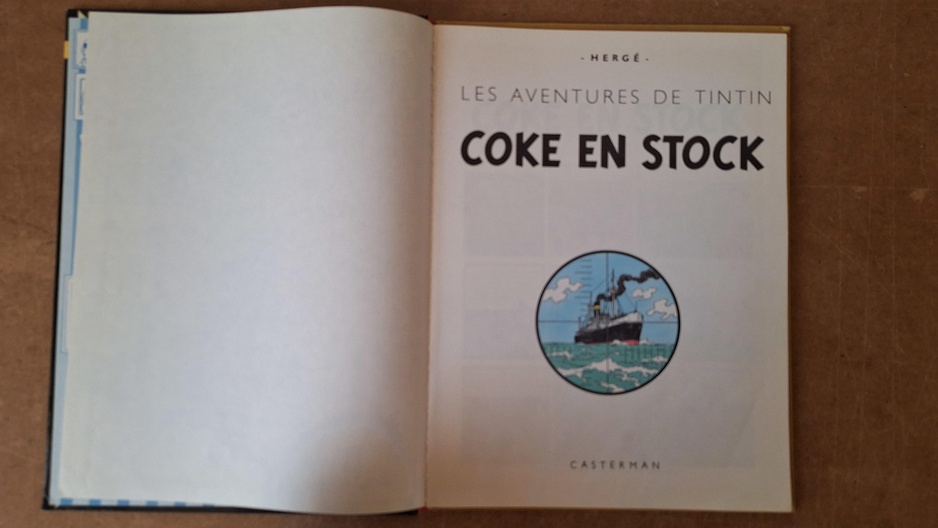 - HERGÉ -
LES AVENTURES DE TINTIN
COKE EN STOCK
CASTERMAN